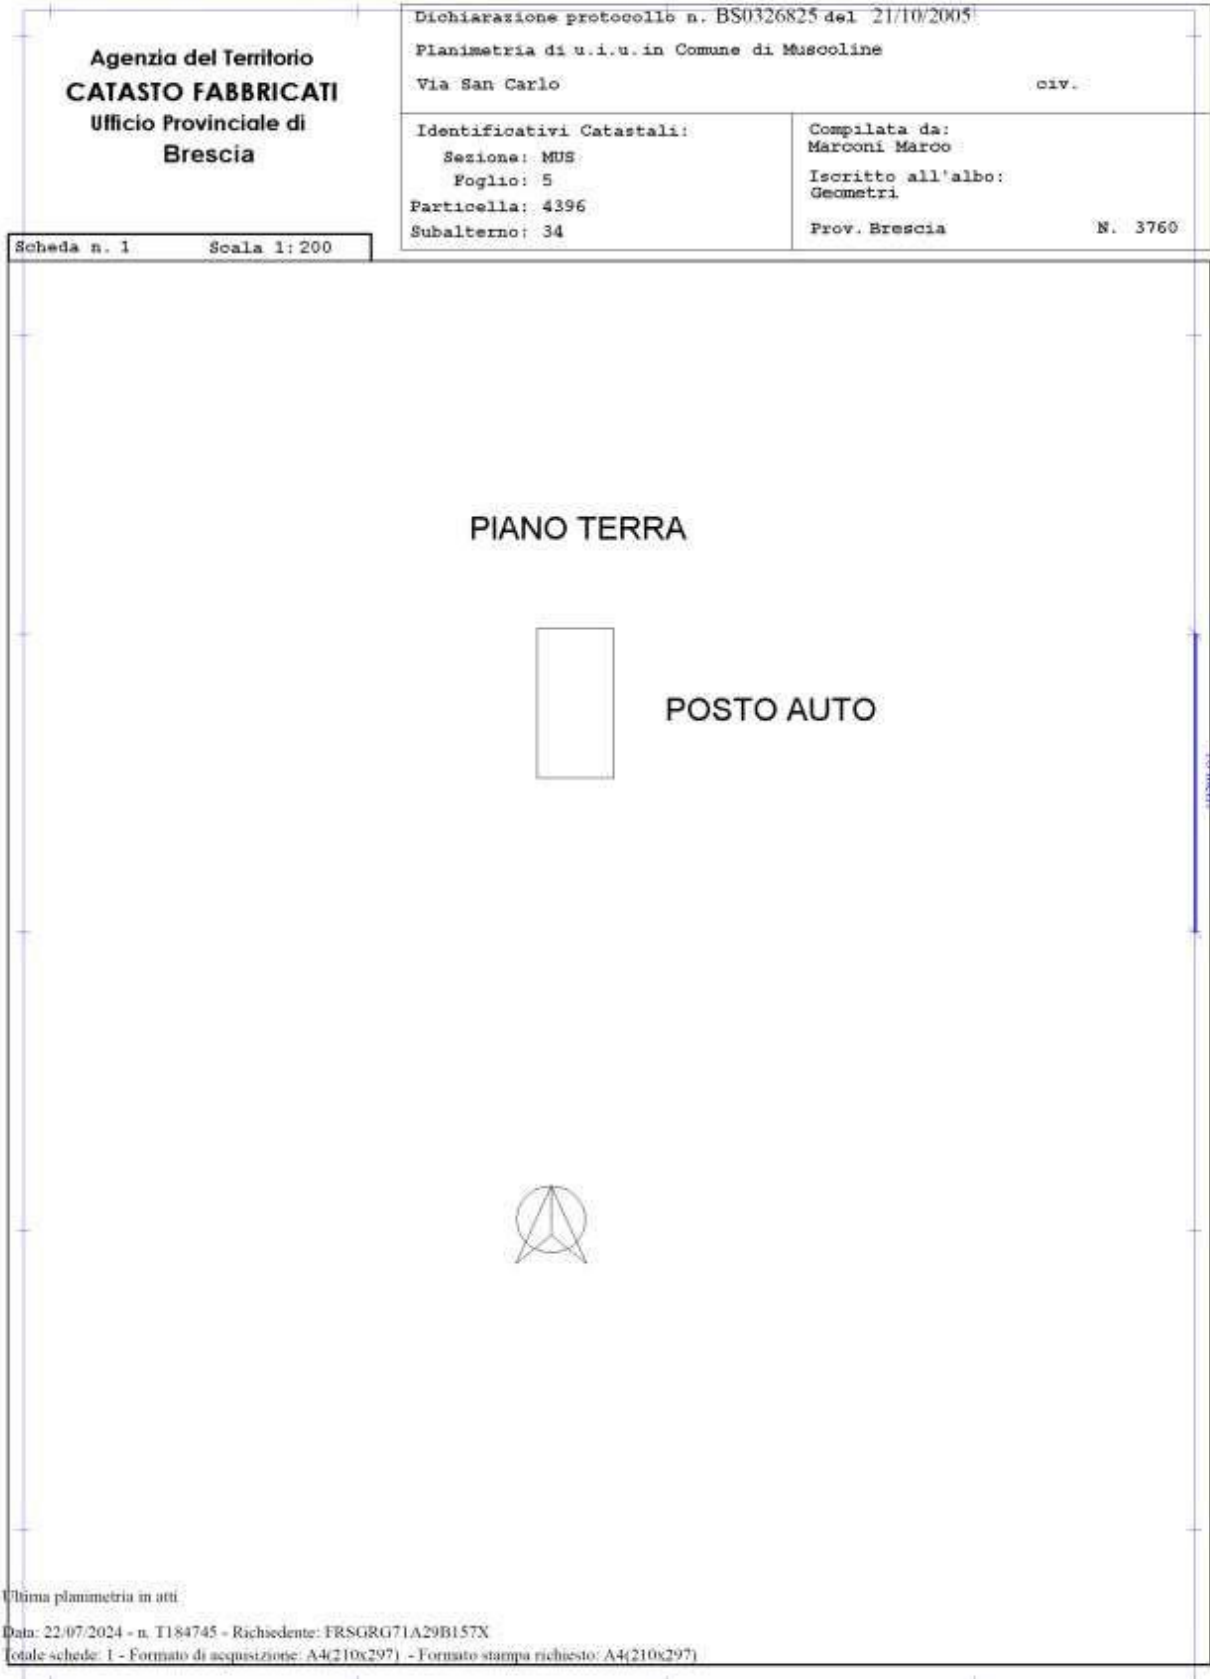 Agenzia del Territorio
CATASTO FABBRICATI
Ufficio Provinciale di
Brescia
Dichiarazione protocollo n. BS0326825 del 21/10/2005
Planimetria di u.i.u. in Comune di Muscoline
Via San Carlo civ.
Identificativi Catastali:
Sezione: MUS
Foglio: 5
Particella: 4396
Subalterno: 34
Compilata da:
Marconi Marco
Iscritto all'albo:
Geometri
Prov. Brescia N. 3760
Scheda n. 1 Scala 1:200
PIANO TERRA
POSTO AUTO
Ultima planimetria in atti
Data: 22/07/2024 - n. T184745 - Richiedente: FRSGRG71A29B157X
Totale schede: 1 - Formato di acquisizione: A4(210x297) - Formato stampa richiesto: A4(210x297)